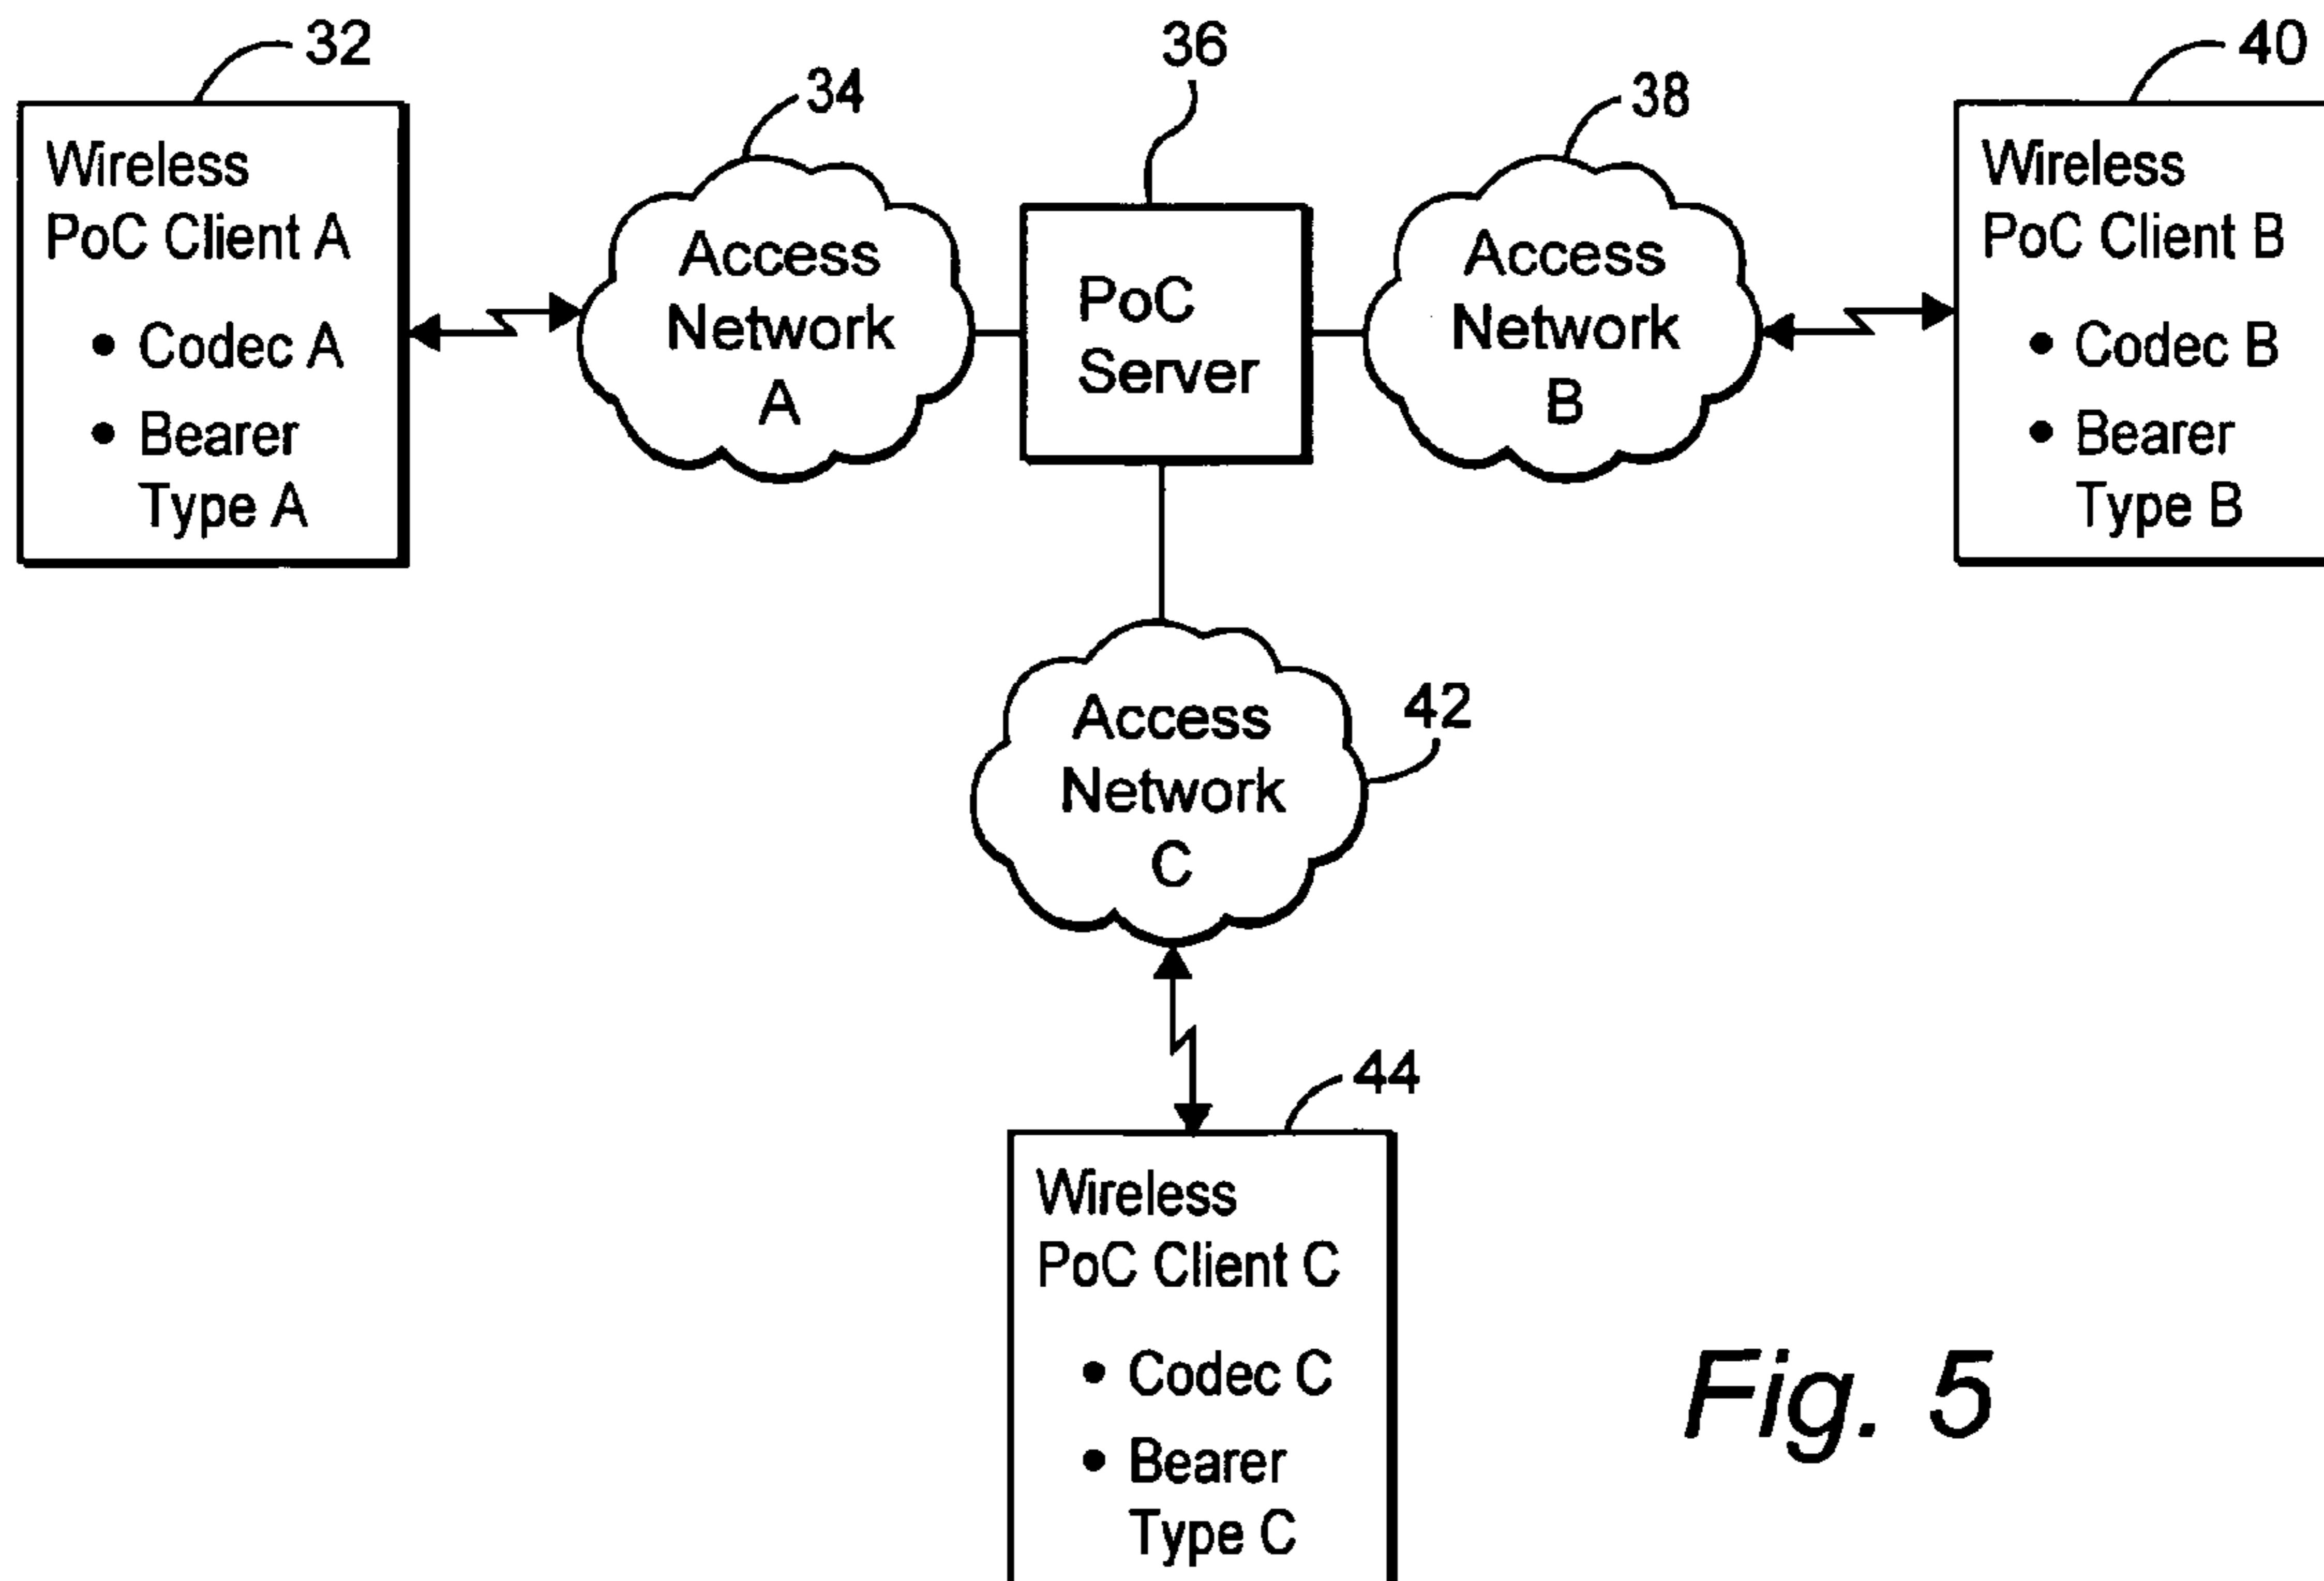 32
34
36
38
40
Wireless
PoC Client A
• Codec A
• Bearer
Type A
Access
Network
A
PoC
Server
Access
Network
B
Wireless
PoC Client B
• Codec B
• Bearer
Type B
Access
Network
C
42
44
Wireless
PoC Client C
• Codec C
• Bearer
Type C
Fig. 5